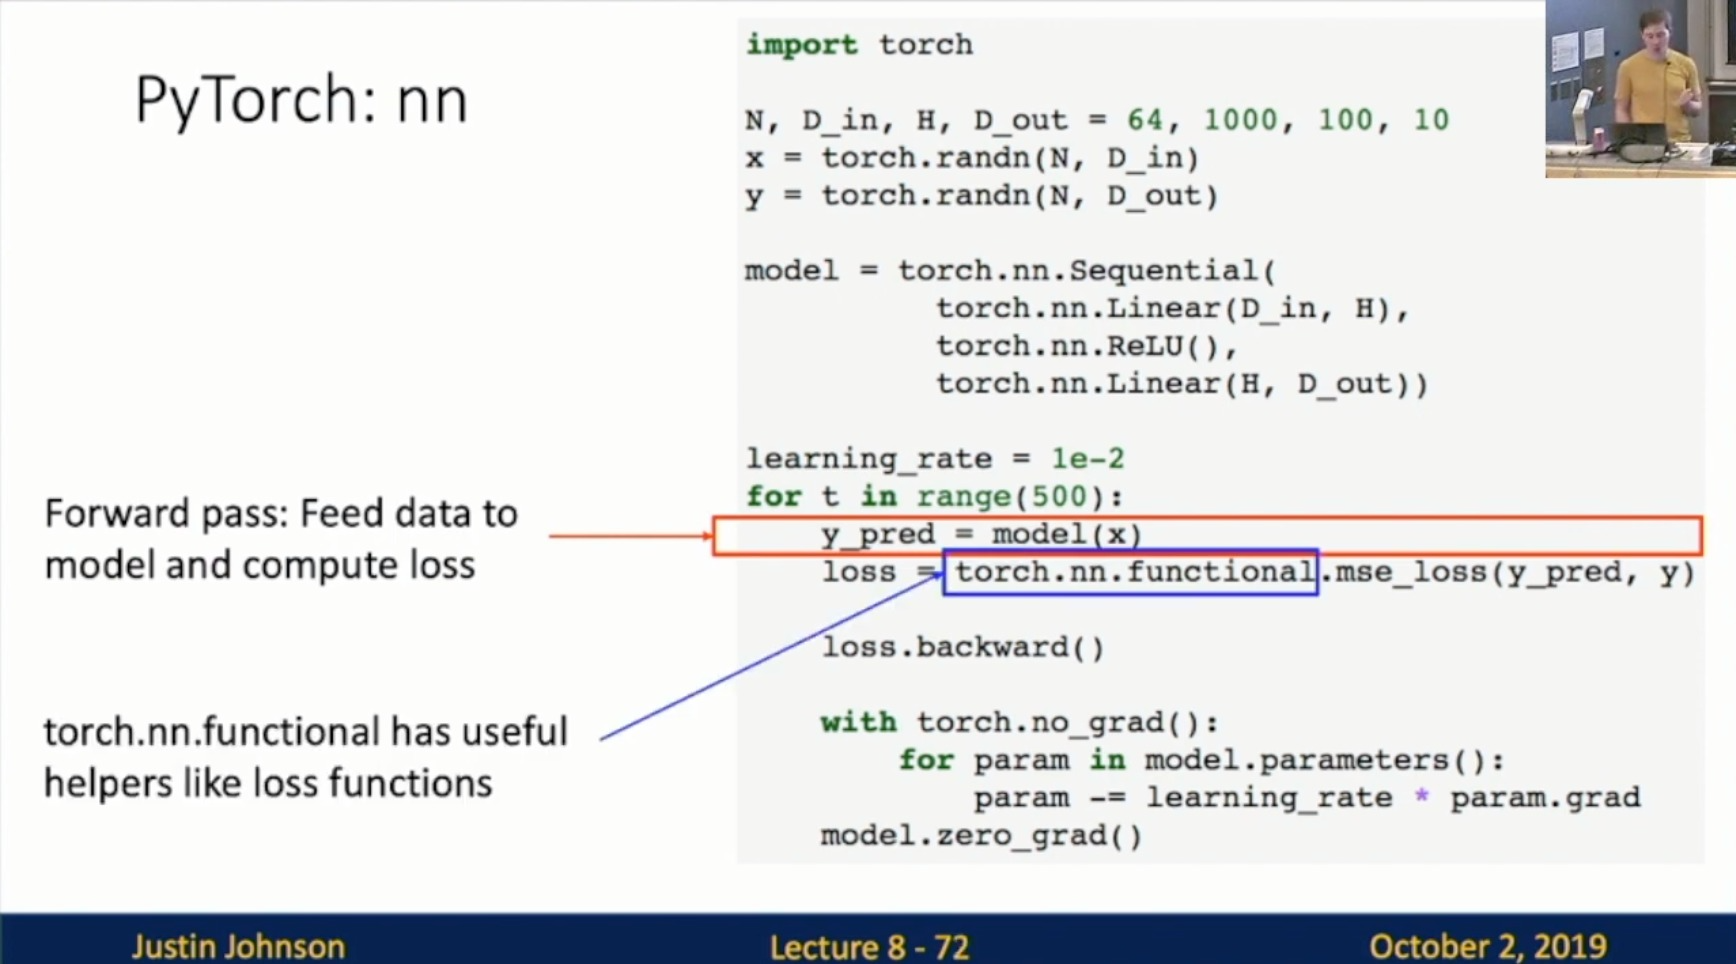 PyTorch: nn
import torch
N, D_in, H, D_out = 64, 1000, 100, 10
x = torch.randn(N, D_in)
y = torch.randn(N, D_out)
model = torch.nn.Sequential(
torch.nn.Linear(D_in, H),
torch.nn.ReLU(),
torch.nn.Linear(H, D_out))
learning_rate = 1e-2
for t in range(500):
y_pred = model(x)
loss = torch.nn.functional.mse_loss(y_pred, y)
loss.backward()
with torch.no_grad():
for param in model.parameters():
param -= learning_rate * param.grad
model.zero_grad()
Forward pass: Feed data to
model and compute loss
torch.nn.functional has useful
helpers like loss functions
Justin Johnson
Lecture 8 - 72
October 2, 2019